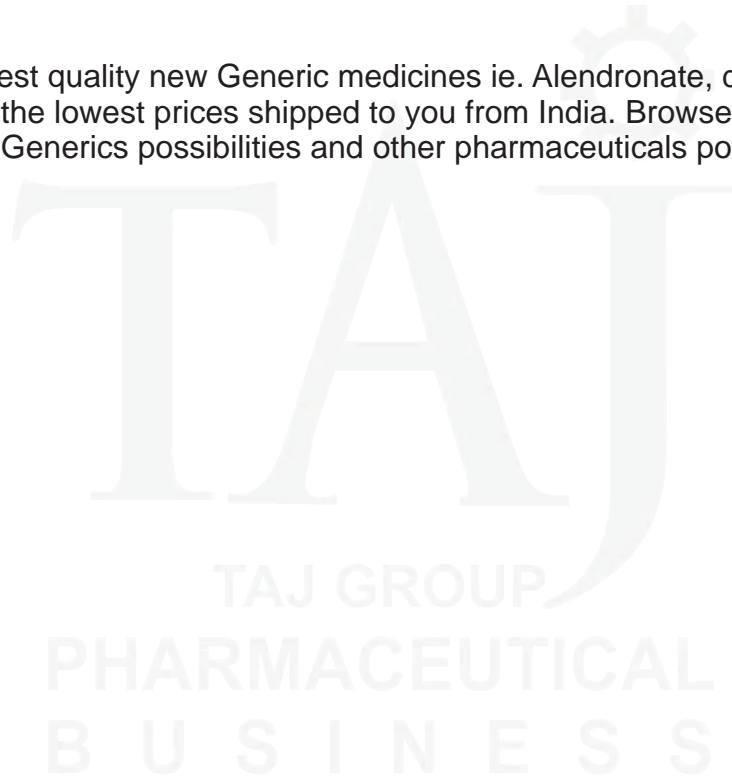 est quality new Generic medicines ie. Alendronate,
the lowest prices shipped to you from India. Browse
Generics possibilities and other pharmaceuticals
TAJ
TAJ GROUP
PHARMACEUTICAL
BUSINESS